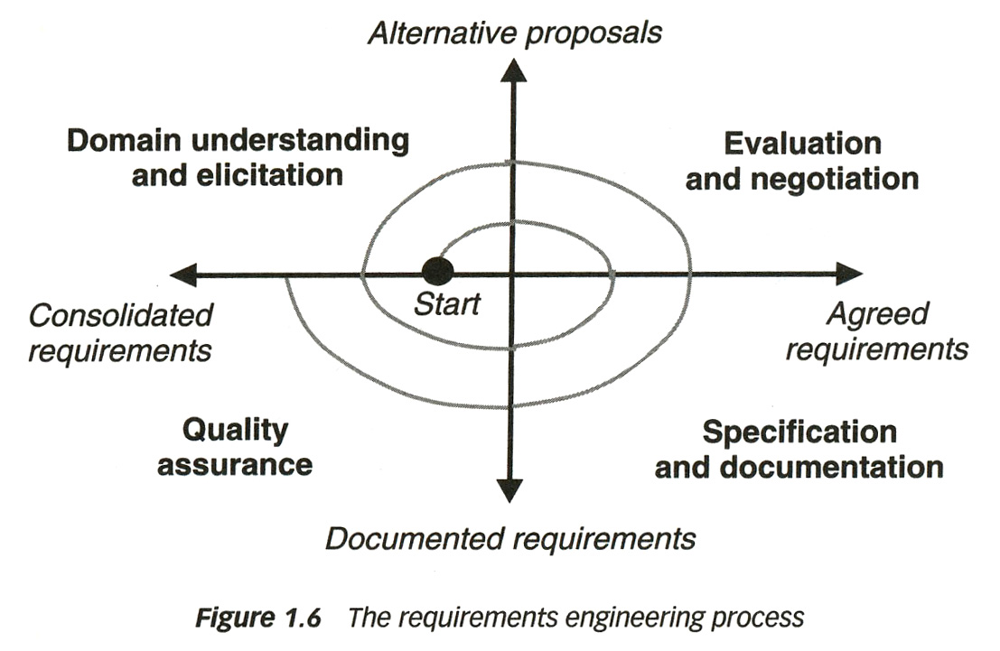 Alternative proposals
Domain understanding
and elicitation
Evaluation
and negotiation
Start
Consolidated
requirements
Agreed
requirements
Quality
assurance
Specification
and documentation
Documented requirements
Figure 1.6 The requirements engineering process